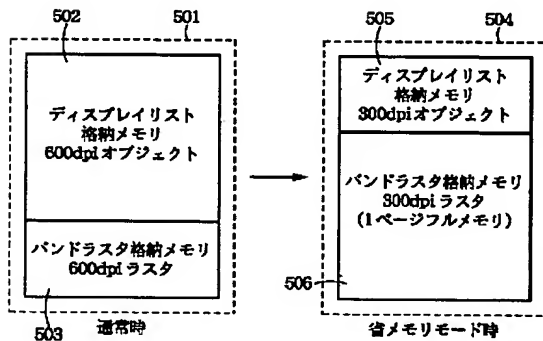 502
501
ディスプレイリスト
格納メモリ
600dpiオブジェクト
バンドラスタ格納メモリ
600dpiラスタ
503
通常時
505
504
ディスプレイリスト
格納メモリ
300dpiオブジェクト
バンドラスタ格納メモリ
300dpiラスタ
(1ページフルメモリ)
506
省メモリモード時